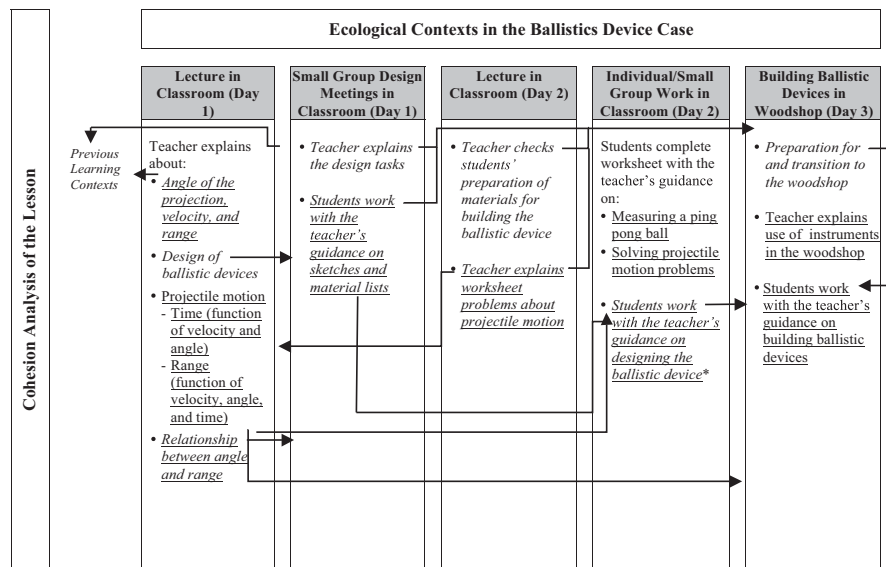 Ecological Contexts in the Ballistics Device Case
Cohesion Analysis of the Lesson
Previous
Learning
Contexts
Lecture in
Classroom (Day
1)
Teacher explains
about:
• Angle of the
projection,
velocity, and
range
• Design of
ballistic devices
• Projectile motion
- Time (function
of velocity and
angle)
- Range
(function of
velocity, angle,
and time)
• Relationship
between angle
and range
Small Group Design
Meetings in
Classroom (Day 1)
• Teacher explains
the design tasks
• Students work
with the
teacher's
guidance on
sketches and
material lists
Lecture in
Classroom (Day 2)
• Teacher checks
students'
preparation of
materials for
building the
ballistic device
• Teacher explains
worksheet
problems about
projectile motion
Individual/Small
Group Work in
Classroom (Day 2)
Students complete
worksheet with the
teacher's guidance
on:
• Measuring a ping
pong ball
• Solving projectile
motion problems
• Students work
with the teacher's
guidance on
designing the
ballistic device*
Building Ballistic
Devices in
Woodshop (Day 3)
• Preparation for
and transition to
the woodshop
• Teacher explains
use of instruments
in the woodshop
• Students work
with the teacher's
guidance on
building ballistic
devices